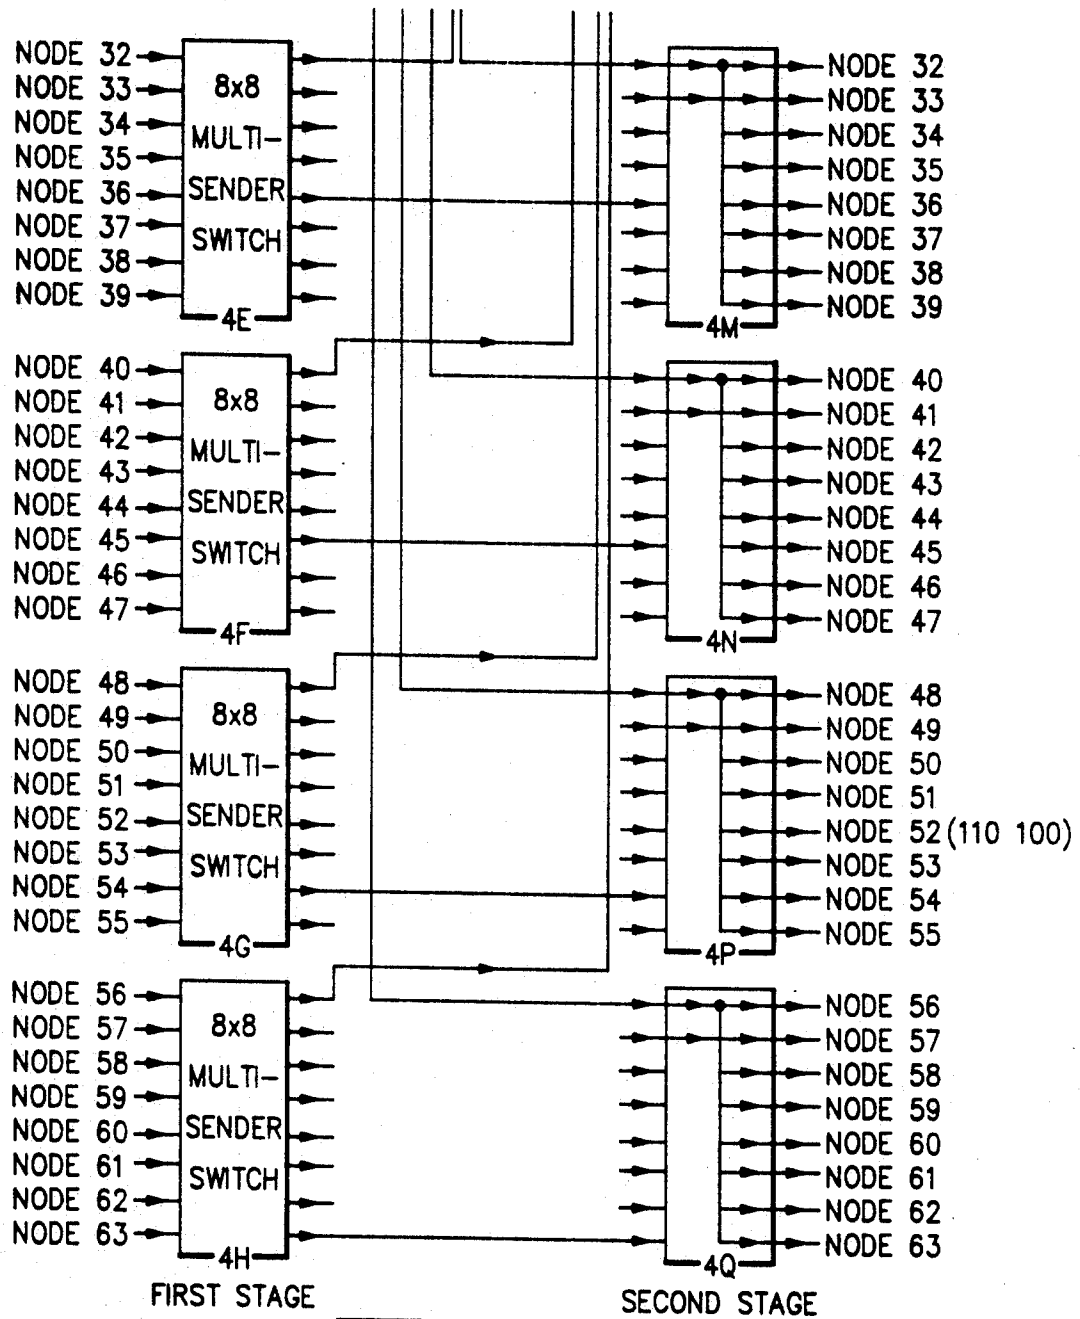 NODE 32
NODE 33
NODE 34
NODE 35
NODE 36
NODE 37
NODE 38
NODE 39
8x8
MULTI-
SENDER
SWITCH
4E
4M
NODE 32
NODE 33
NODE 34
NODE 35
NODE 36
NODE 37
NODE 38
NODE 39
NODE 40
NODE 41
NODE 42
NODE 43
NODE 44
NODE 45
NODE 46
NODE 47
8x8
MULTI-
SENDER
SWITCH
4F
4N
NODE 40
NODE 41
NODE 42
NODE 43
NODE 44
NODE 45
NODE 46
NODE 47
NODE 48
NODE 49
NODE 50
NODE 51
NODE 52
NODE 53
NODE 54
NODE 55
8x8
MULTI-
SENDER
SWITCH
4G
4P
NODE 48
NODE 49
NODE 50
NODE 51
NODE 52 (110 100)
NODE 53
NODE 54
NODE 55
NODE 56
NODE 57
NODE 58
NODE 59
NODE 60
NODE 61
NODE 62
NODE 63
8x8
MULTI-
SENDER
SWITCH
4H
4Q
NODE 56
NODE 57
NODE 58
NODE 59
NODE 60
NODE 61
NODE 62
NODE 63
FIRST STAGE
SECOND STAGE